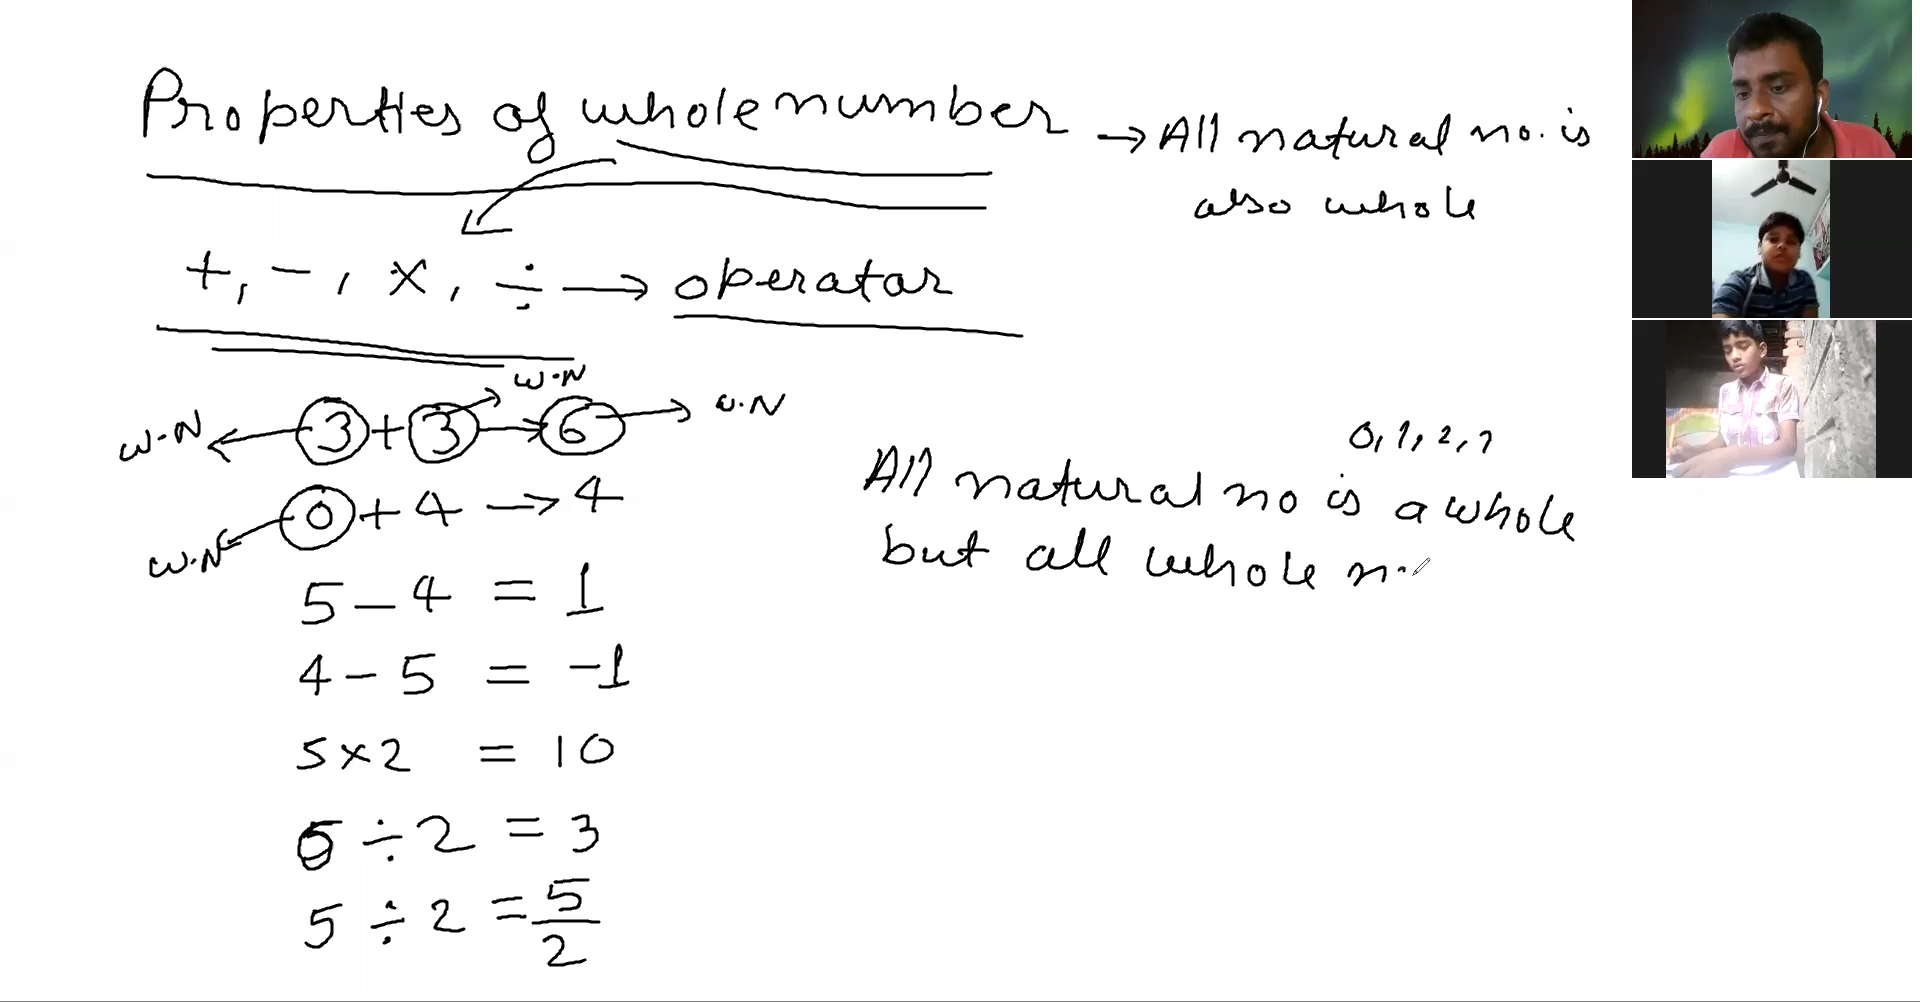 Properties of whole number → All natural no. is
also whole
+, -, ×, ÷ → operatar
W.N ← 3 + 3 → 6 → W.N
W.N
0 + 4 → 4
W.N
5 - 4 = 1
4 - 5 = -1
5 × 2 = 10
6 ÷ 2 = 3
5 ÷ 2 = 5/2
0, 1, 2, 3
All natural no is a whole
but all whole n.